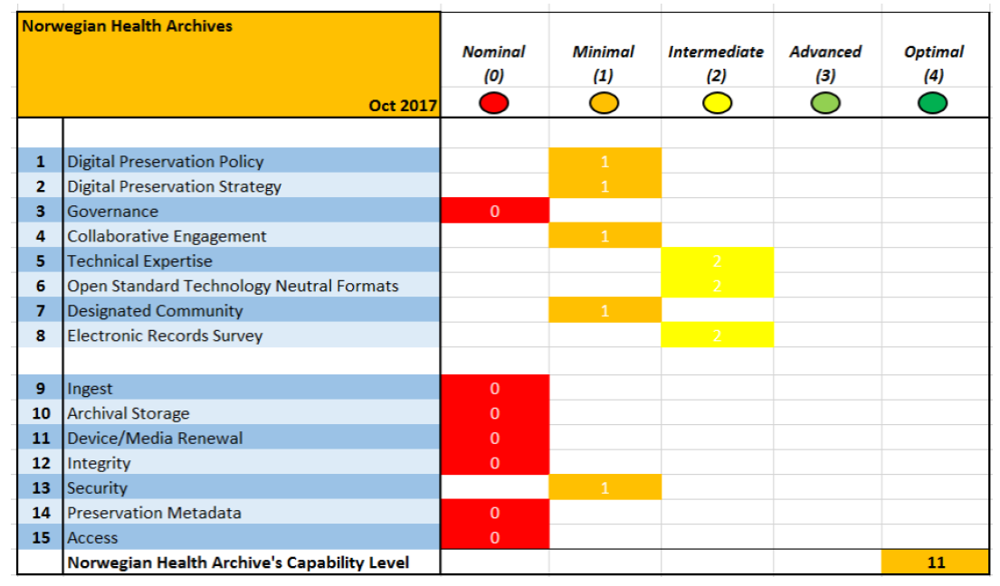 Norwegian Health Archives
Nominal Minimal Intermediate Advanced Optimal
(0) (1) (2) (3) (4)
Oct 2017
1 Digital Preservation Policy 1
2 Digital Preservation Strategy 1
3 Governance 0
4 Collaborative Engagement 1
5 Technical Expertise 2
6 Open Standard Technology Neutral Formats 2
7 Designated Community 1
8 Electronic Records Survey 2
9 Ingest 0
10 Archival Storage 0
11 Device/Media Renewal 0
12 Integrity 0
13 Security 1
14 Preservation Metadata 0
15 Access 0
Norwegian Health Archive's Capability Level 11